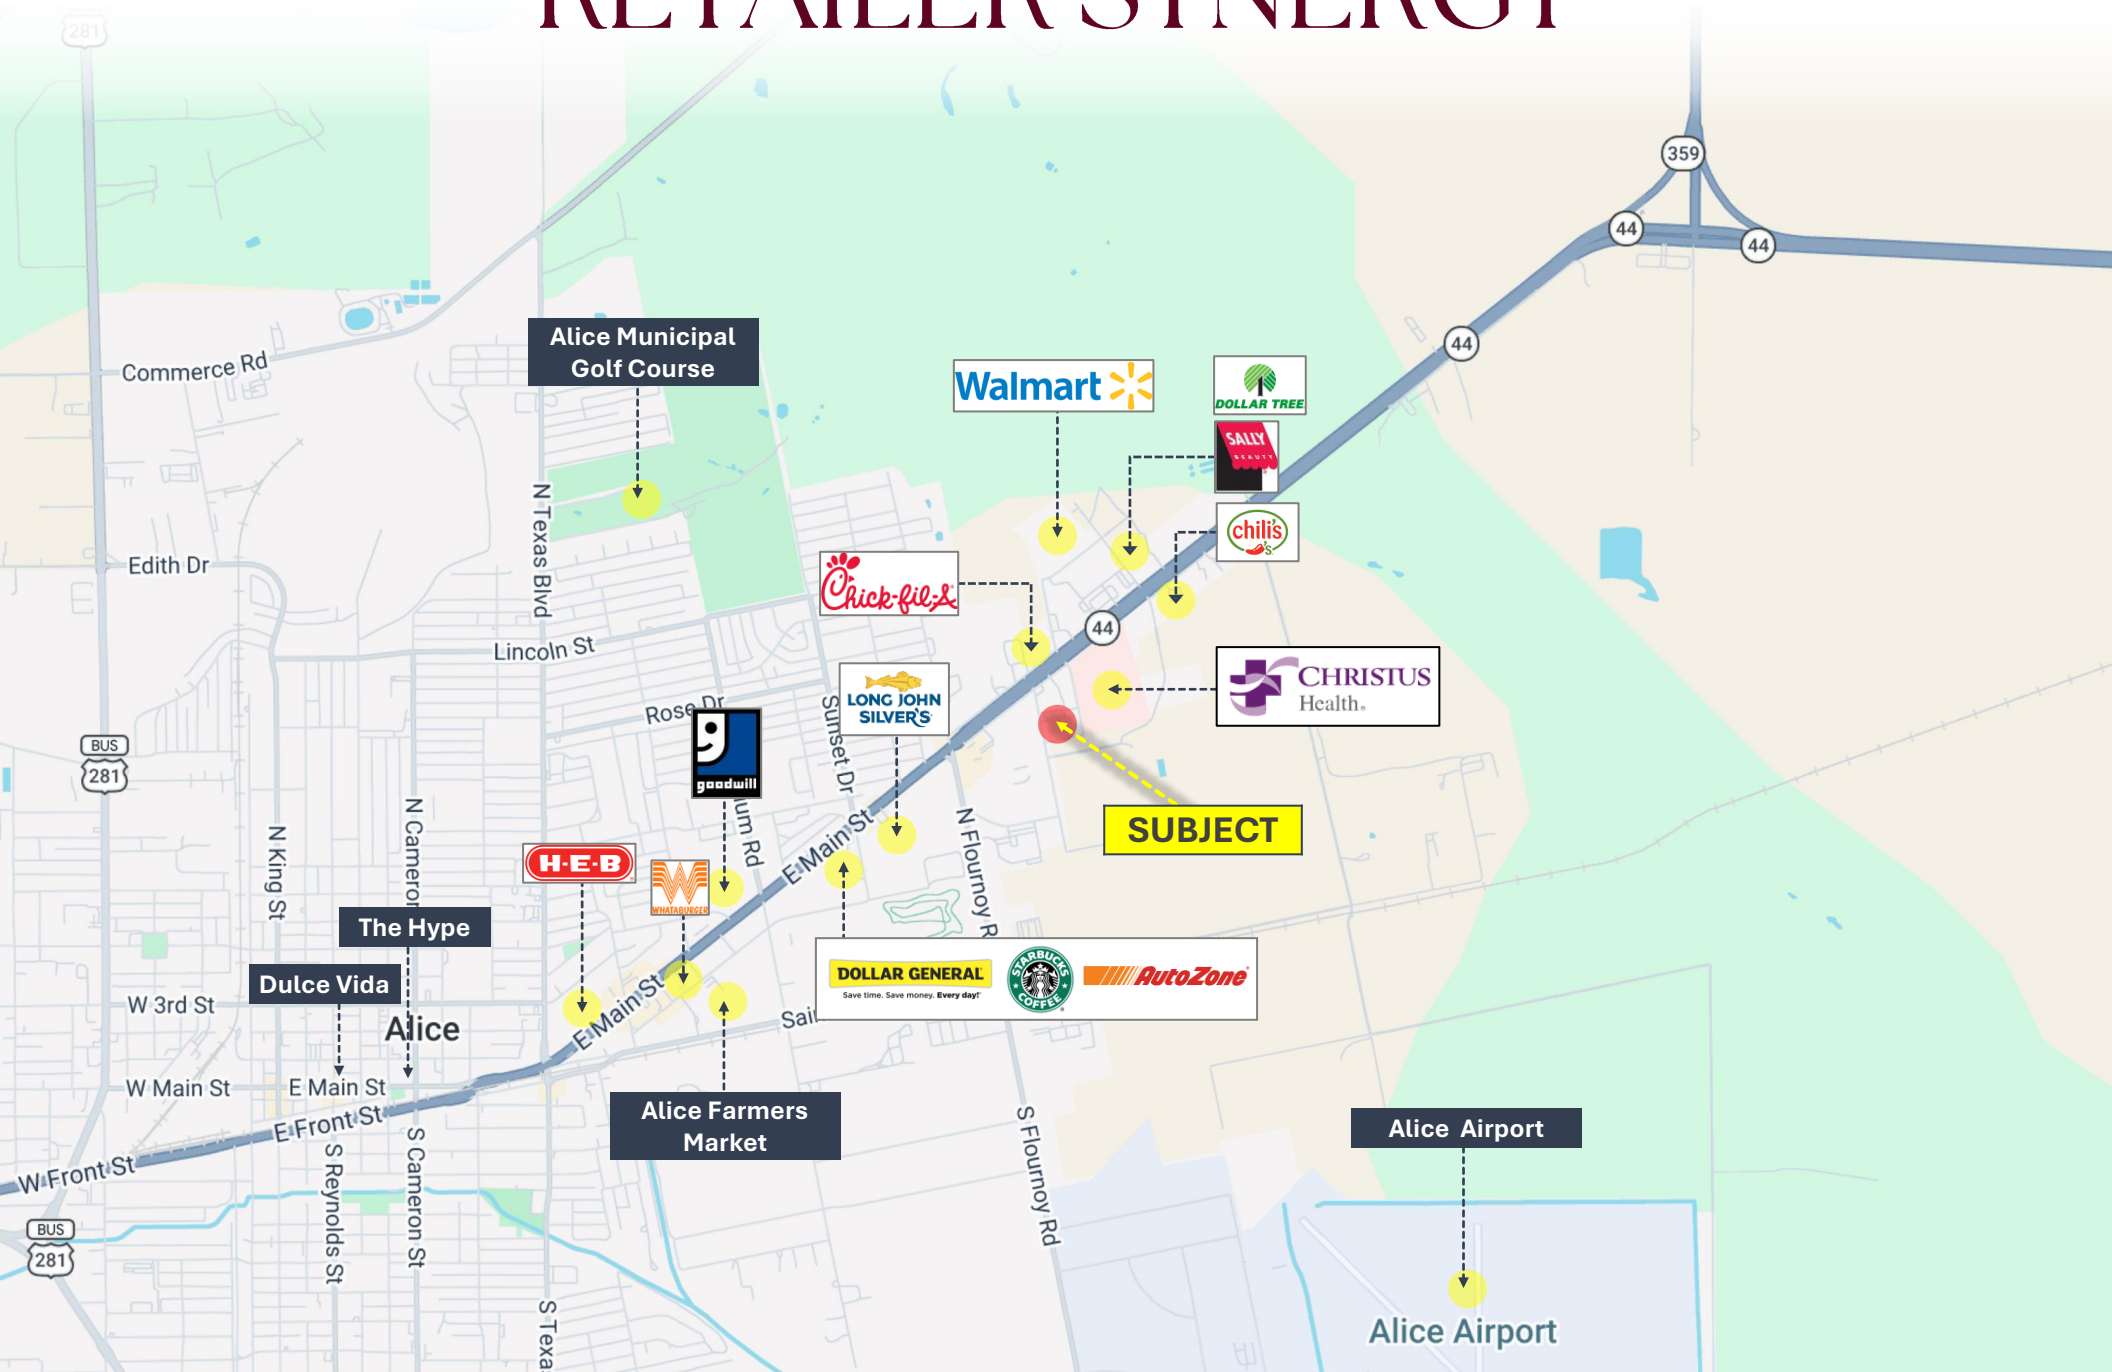 RETAILER SYNERGY
281
359
44
44
44
Alice Municipal
Golf Course
Commerce Rd
Walmart
DOLLAR TREE
SALLY
BEAUTY
chili's
N Texas Blvd
Edith Dr
Chick-fil-A
44
Lincoln St
CHRISTUS
Health
LONG JOHN
SILVER'S
Rose Dr
Sunset Dr
goodwill
BUS
281
um Rd
E Main St
SUBJECT
N Flournoy R
N King St
N Cameron
H-E-B
WHATABURGER
The Hype
Dulce Vida
DOLLAR GENERAL
Save time. Save money. Every day!
STARBUCKS
COFFEE
AutoZone
W 3rd St
Alice
E Main St
Sai
W Main St
E Main St
E Front St
W Front St
Alice Farmers
Market
Alice Airport
S Flournoy Rd
S Reynolds St
S Cameron St
BUS
281
S Texa
Alice Airport